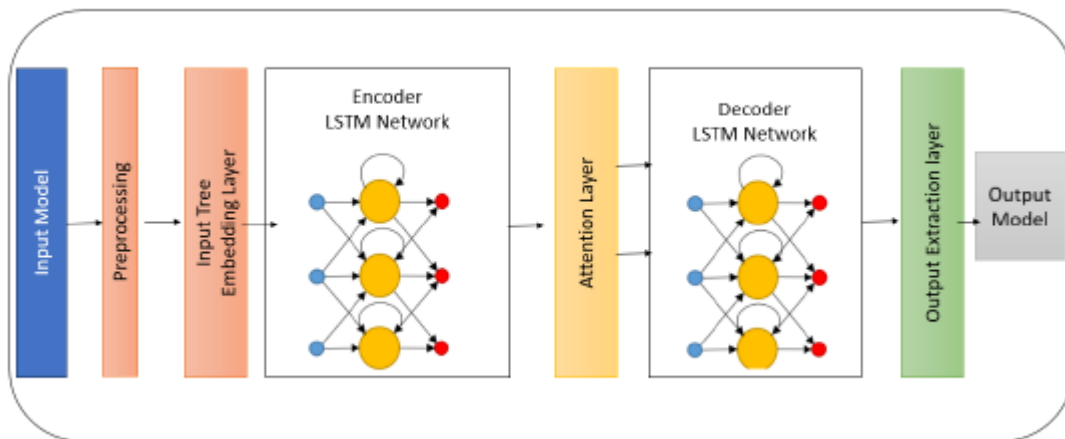 Input Model
Preprocessing
Input Tree
Embedding Layer
Encoder
LSTM Network
Attention Layer
Decoder
LSTM Network
Output Extraction layer
Output
Model